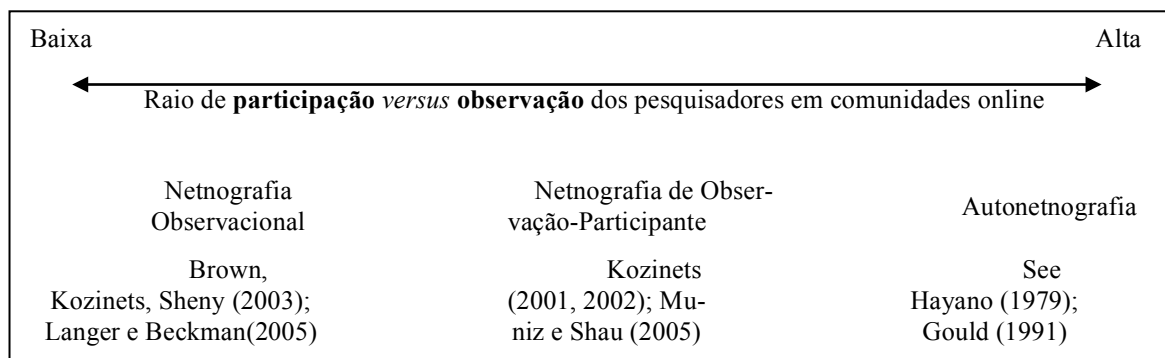 Baixa Alta
Raio de participação versus observação dos pesquisadores em comunidades online
Netnografia
Observacional
Brown,
Kozinets, Sheny (2003);
Langer e Beckman(2005)
Netnografia de Obser-
vação-Participante
Kozinets
(2001, 2002); Mu-
niz e Shau (2005)
Autonetnografia
See
Hayano (1979);
Gould (1991)